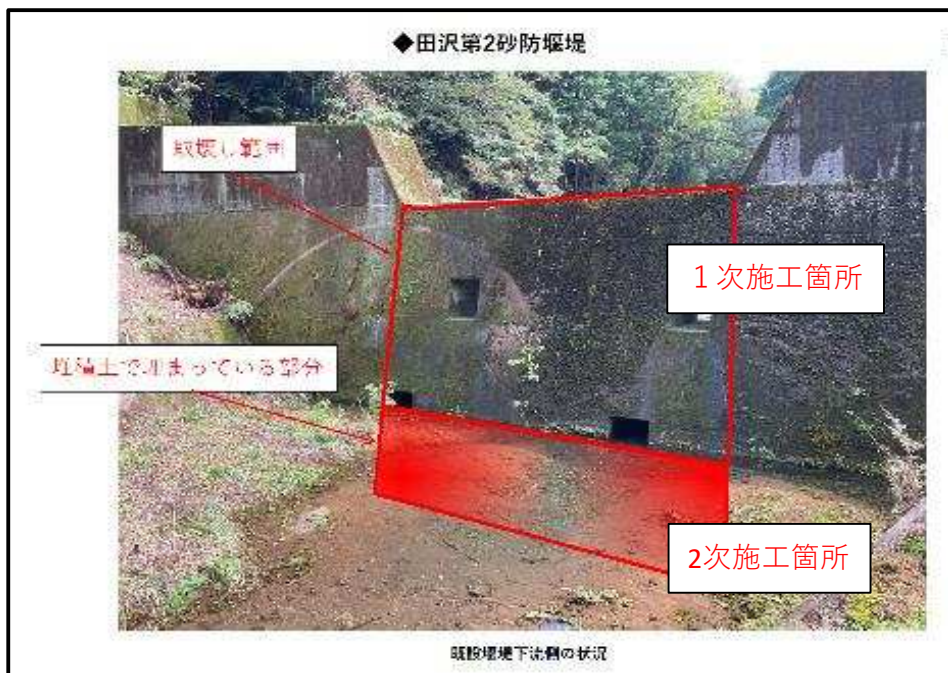 ◆田沢第2砂防堰堤
取壊し範囲
1次施工箇所
堆積土で埋まっている部分
2次施工箇所
既設堰堤下流側の状況